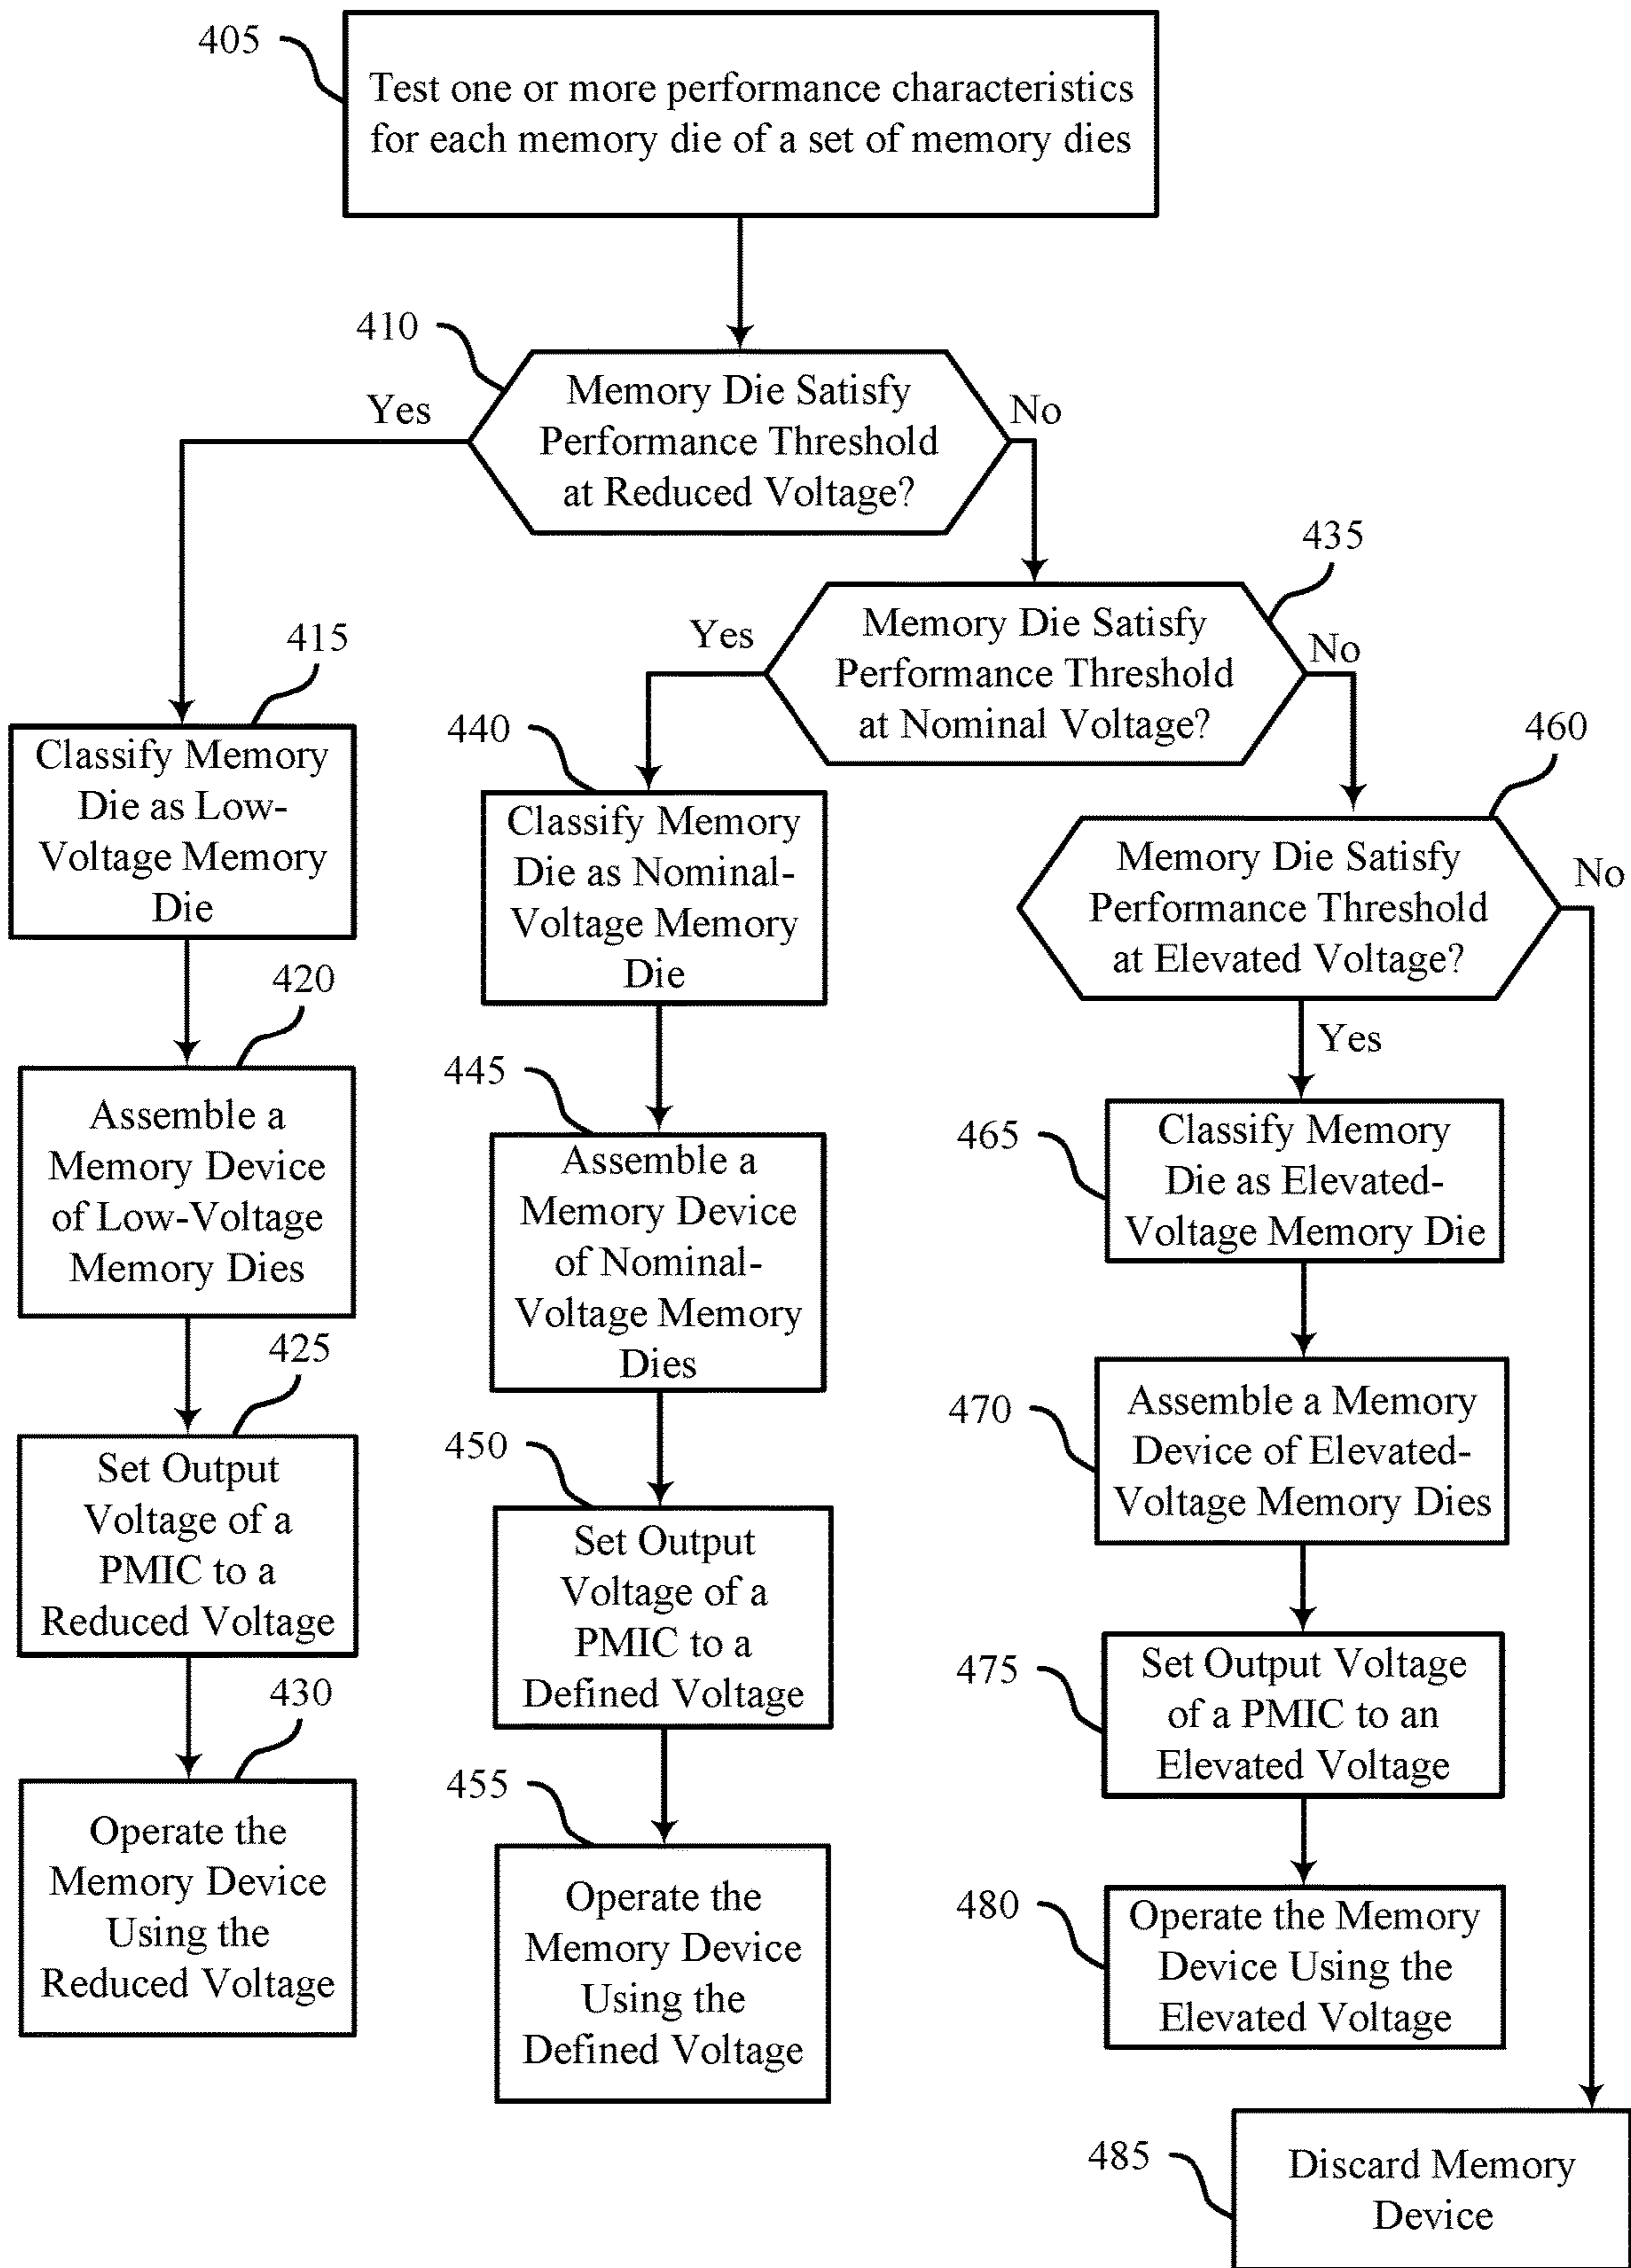 405
Test one or more performance characteristics
for each memory die of a set of memory dies
410
Yes
Memory Die Satisfy
Performance Threshold
at Reduced Voltage?
No
435
Yes
Memory Die Satisfy
Performance Threshold
at Nominal Voltage?
No
415
Classify Memory
Die as Low-
Voltage Memory
Die
440
Classify Memory
Die as Nominal-
Voltage Memory
Die
460
Memory Die Satisfy
Performance Threshold
at Elevated Voltage?
No
Yes
420
Assemble a
Memory Device
of Low-Voltage
Memory Dies
445
Assemble a
Memory Device
of Nominal-
Voltage Memory
Dies
465
Classify Memory
Die as Elevated-
Voltage Memory Die
425
Set Output
Voltage of a
PMIC to a
Reduced Voltage
450
Set Output
Voltage of a
PMIC to a
Defined Voltage
470
Assemble a Memory
Device of Elevated-
Voltage Memory Dies
430
Operate the
Memory Device
Using the
Reduced Voltage
455
Operate the
Memory Device
Using the
Defined Voltage
475
Set Output Voltage
of a PMIC to an
Elevated Voltage
480
Operate the Memory
Device Using the
Elevated Voltage
485
Discard Memory
Device